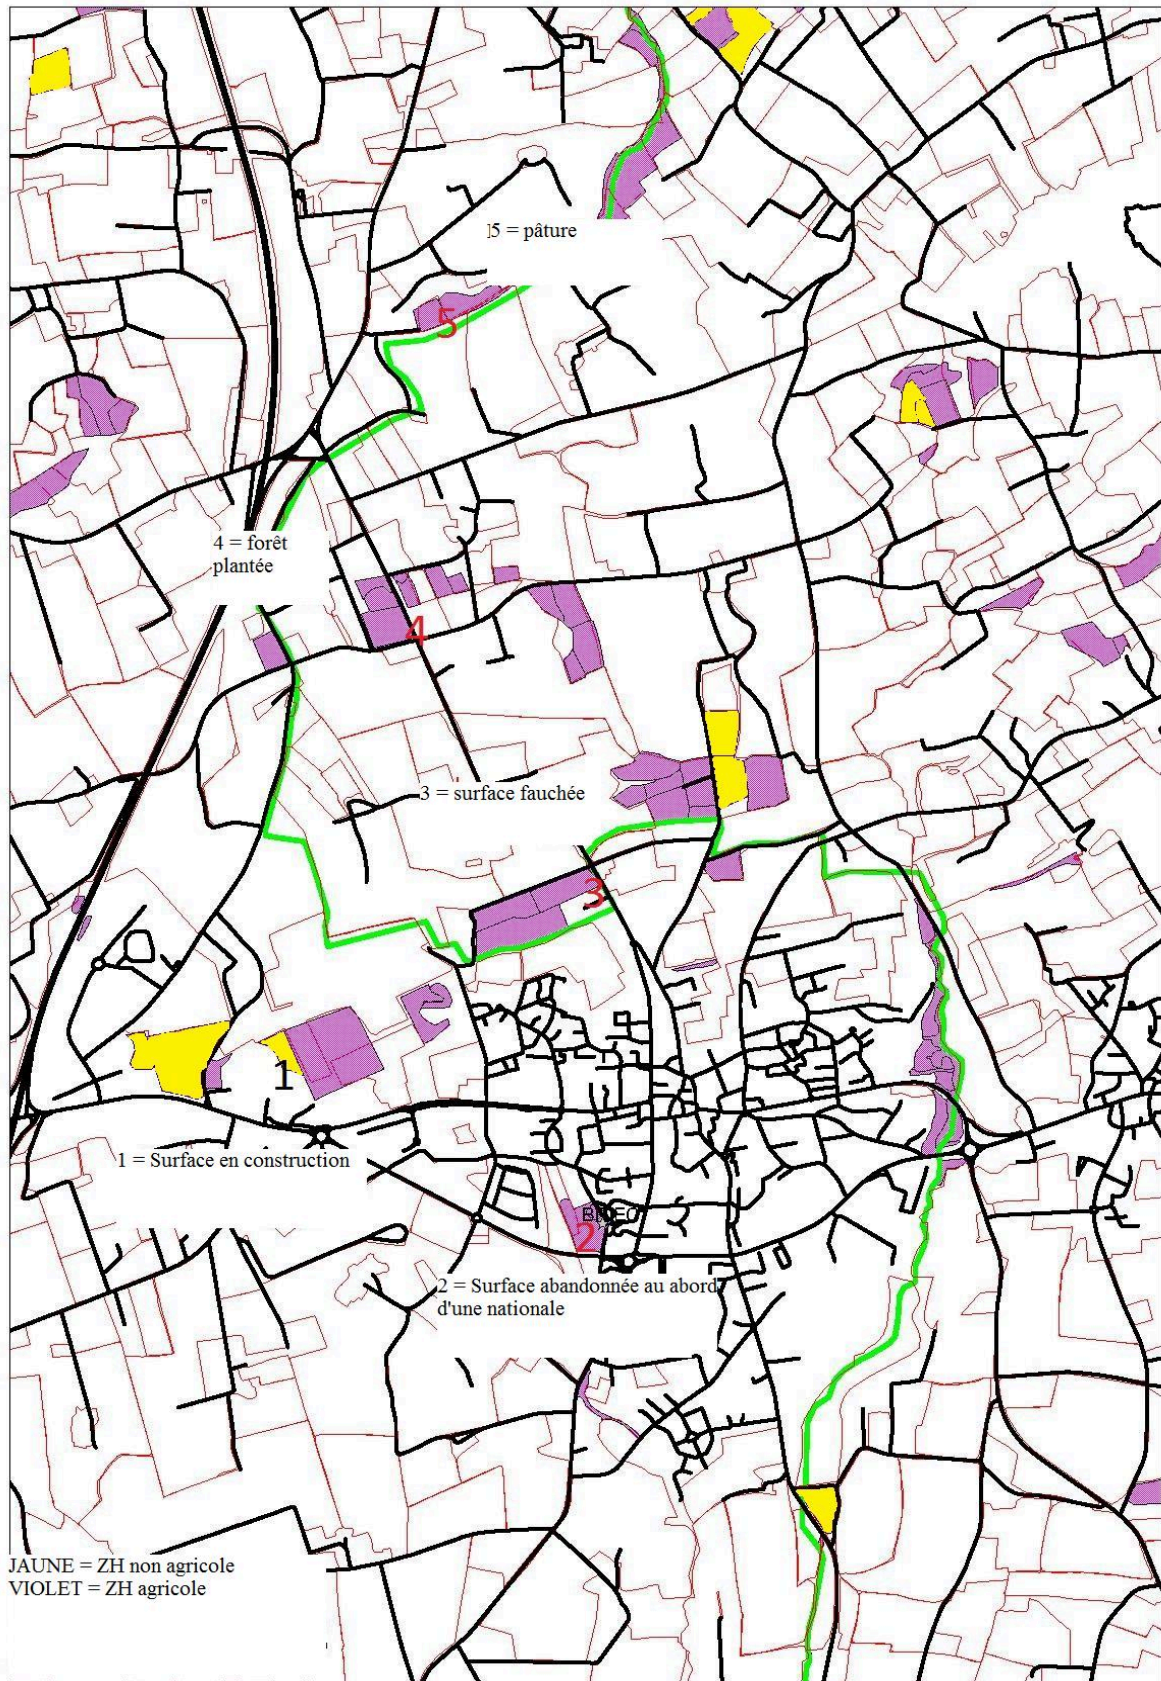 5 = pâture
5
4 = forêt
plantée
4
3 = surface fauchée
3
1
1 = Surface en construction
2
2 = Surface abandonnée au abord
d'une nationale
JAUNE = ZH non agricole
VIOLET = ZH agricole